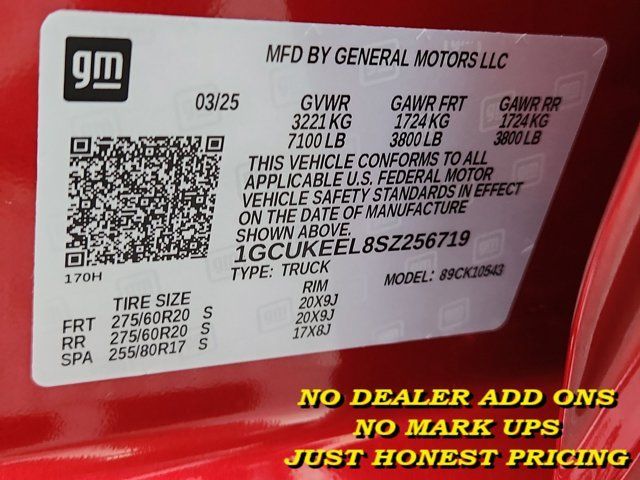 gm
MFD BY GENERAL MOTORS LLC
03/25 GVWR GAWR FRT GAWR RR
3221 KG 1724 KG 1724 KG
7100 LB 3800 LB 3800 LB
THIS VEHICLE CONFORMS TO ALL
APPLICABLE U.S. FEDERAL MOTOR
VEHICLE SAFETY STANDARDS IN EFFECT
ON THE DATE OF MANUFACTURE
SHOWN ABOVE.
1GCUKEEL8SZ256719
170H
TYPE: TRUCK MODEL: 89CK10543
TIRE SIZE RIM
FRT 275/60R20 S 20X9J
RR 275/60R20 S 20X9J
SPA 255/80R17 S 17X8J
NO DEALER ADD ONS
NO MARK UPS
JUST HONEST PRICING